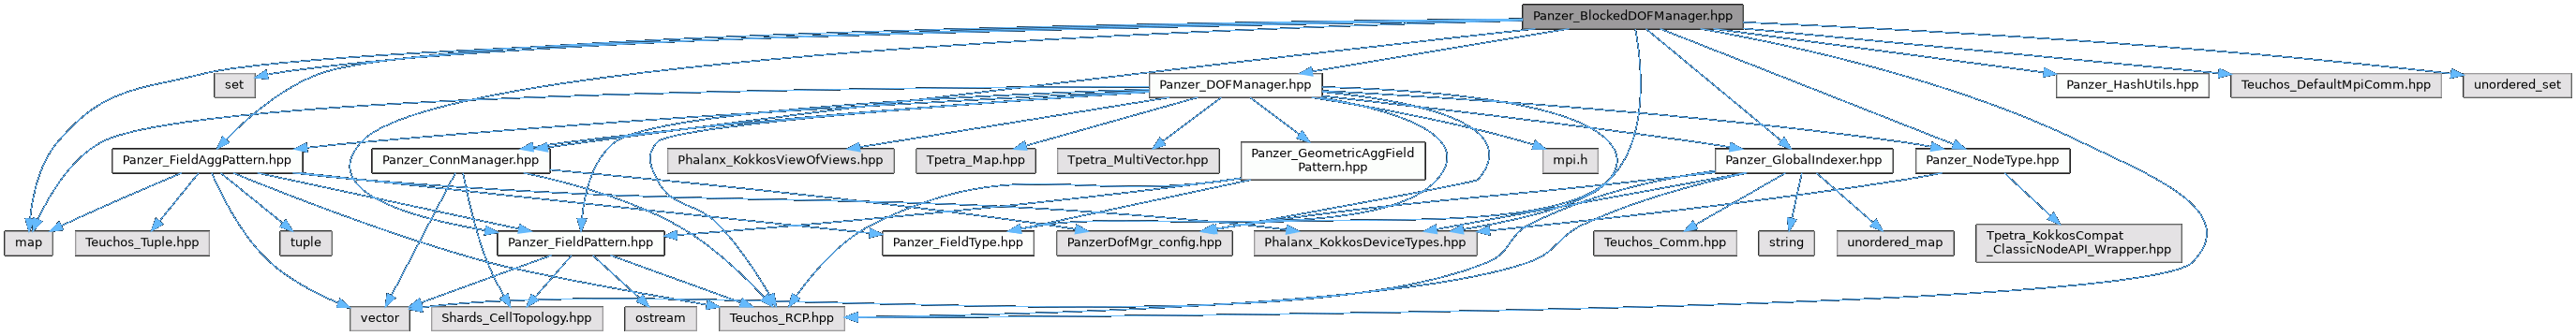 Panzer_BlockedDOFManager.hpp
set
Panzer_DOFManager.hpp
Panzer_HashUtils.hpp
Teuchos_DefaultMpiComm.hpp
unordered_set
Panzer_FieldAggPattern.hpp
Panzer_ConnManager.hpp
Phalanx_KokkosViewOfViews.hpp
Tpetra_Map.hpp
Tpetra_MultiVector.hpp
Panzer_GeometricAggField
Pattern.hpp
mpi.h
Panzer_GlobalIndexer.hpp
Panzer_NodeType.hpp
map
Teuchos_Tuple.hpp
tuple
Panzer_FieldPattern.hpp
Panzer_FieldType.hpp
PanzerDofMgr_config.hpp
Phalanx_KokkosDeviceTypes.hpp
Teuchos_Comm.hpp
string
unordered_map
Tpetra_KokkosCompat
_ClassicNodeAPI_Wrapper.hpp
vector
Shards_CellTopology.hpp
ostream
Teuchos_RCP.hpp